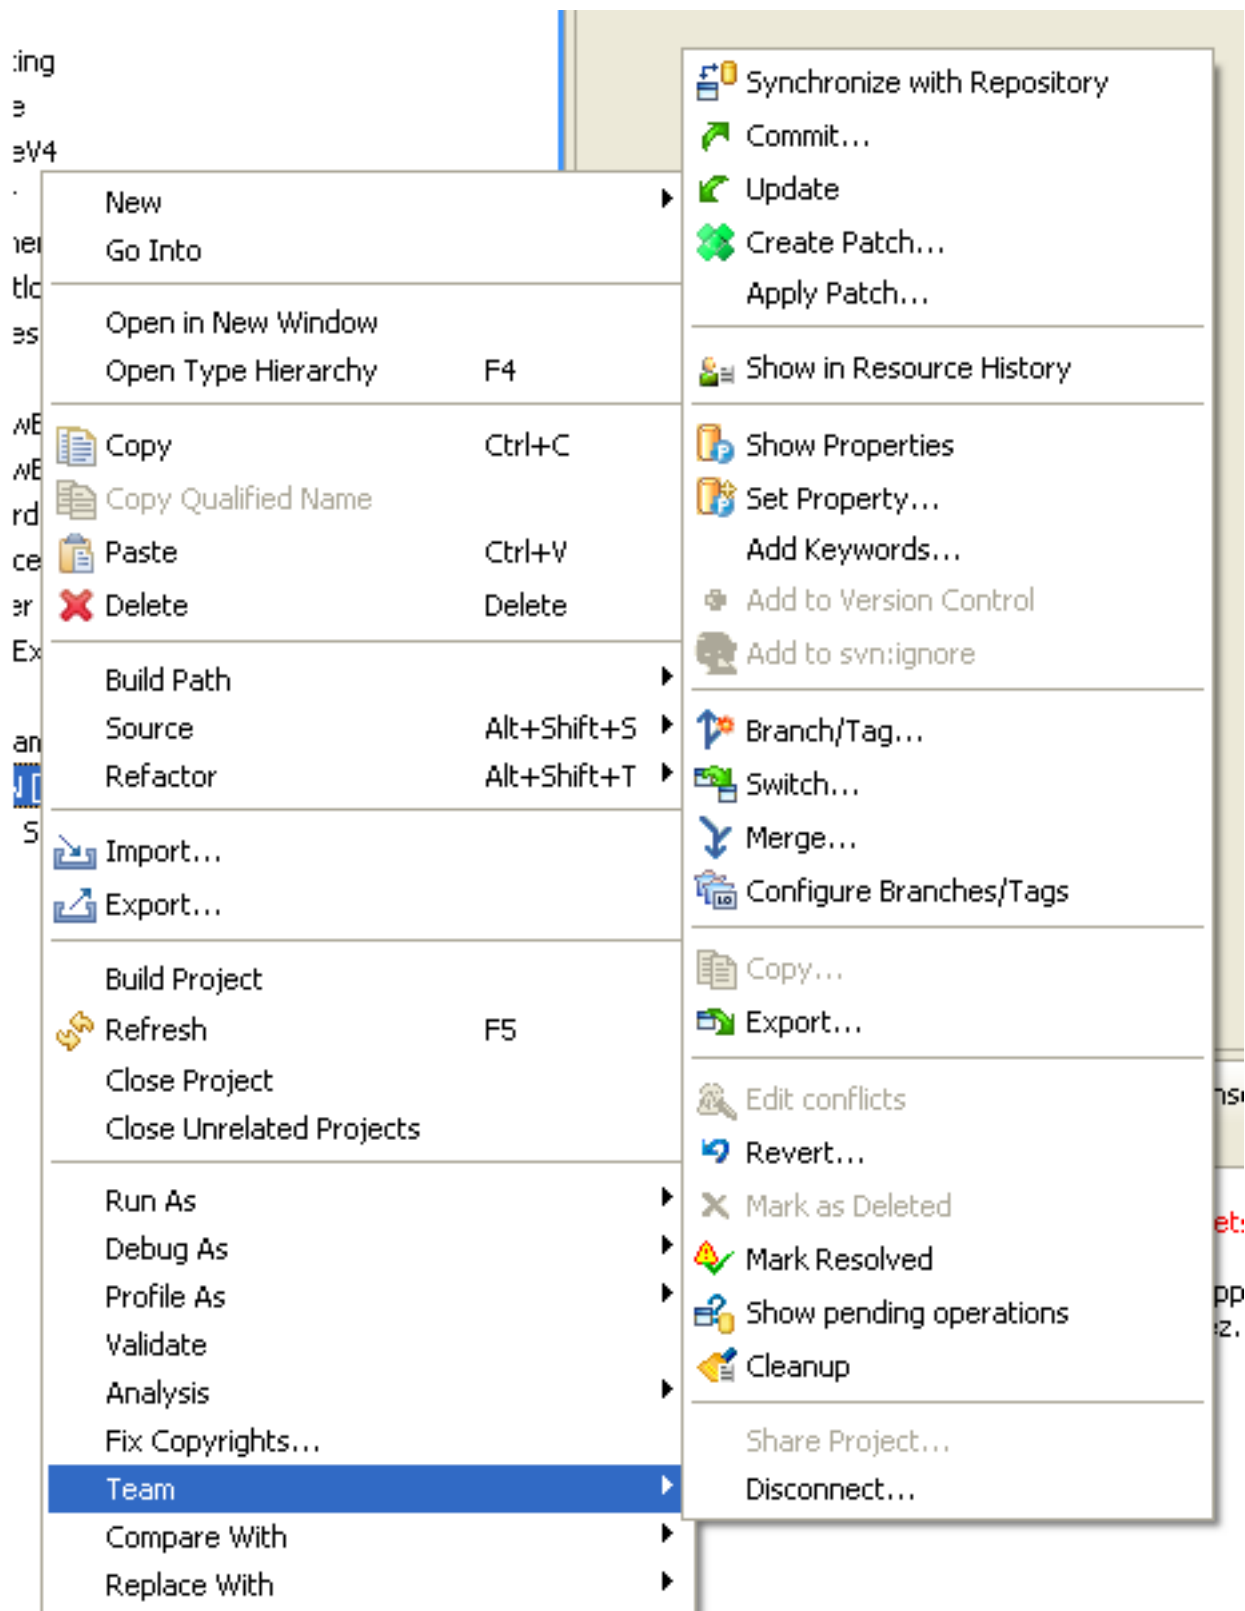 New
Go Into
Open in New Window
Open Type Hierarchy F4
Copy Ctrl+C
Copy Qualified Name
Paste Ctrl+V
Delete Delete
Build Path
Source Alt+Shift+S
Refactor Alt+Shift+T
Import...
Export...
Build Project
Refresh F5
Close Project
Close Unrelated Projects
Run As
Debug As
Profile As
Validate
Analysis
Fix Copyrights...
Team
Compare With
Replace With
Synchronize with Repository
Commit...
Update
Create Patch...
Apply Patch...
Show in Resource History
Show Properties
Set Property...
Add Keywords...
Add to Version Control
Add to svn:ignore
Branch/Tag...
Switch...
Merge...
Configure Branches/Tags
Copy...
Export...
Edit conflicts
Revert...
Mark as Deleted
Mark Resolved
Show pending operations
Cleanup
Share Project...
Disconnect...